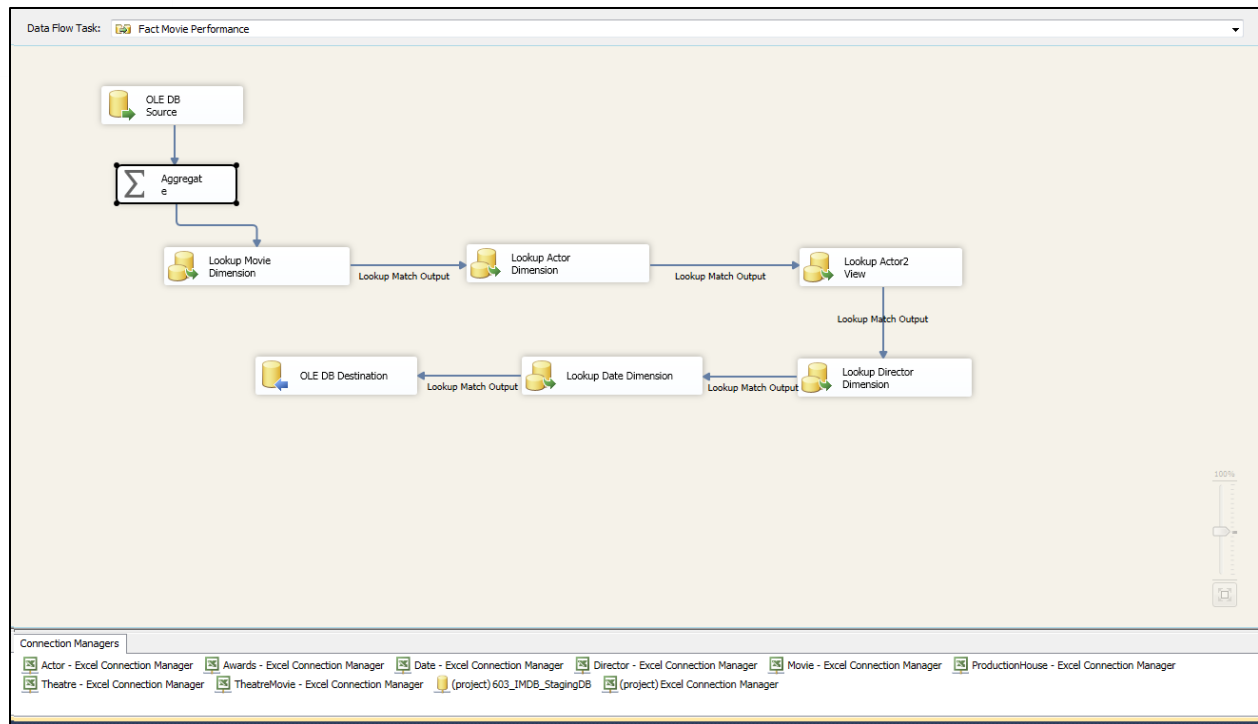 Data Flow Task: Fact Movie Performance
OLE DB
Source
Aggregat
e
Lookup Movie
Dimension
Lookup Match Output
Lookup Actor
Dimension
Lookup Match Output
Lookup Actor2
View
Lookup Match Output
OLE DB Destination
Lookup Match Output
Lookup Date Dimension
Lookup Match Output
Lookup Director
Dimension
100%
Connection Managers
Actor - Excel Connection Manager Awards - Excel Connection Manager Date - Excel Connection Manager Director - Excel Connection Manager Movie - Excel Connection Manager ProductionHouse - Excel Connection Manager
Theatre - Excel Connection Manager TheatreMovie - Excel Connection Manager (project) 603_IMDB_StagingDB (project) Excel Connection Manager